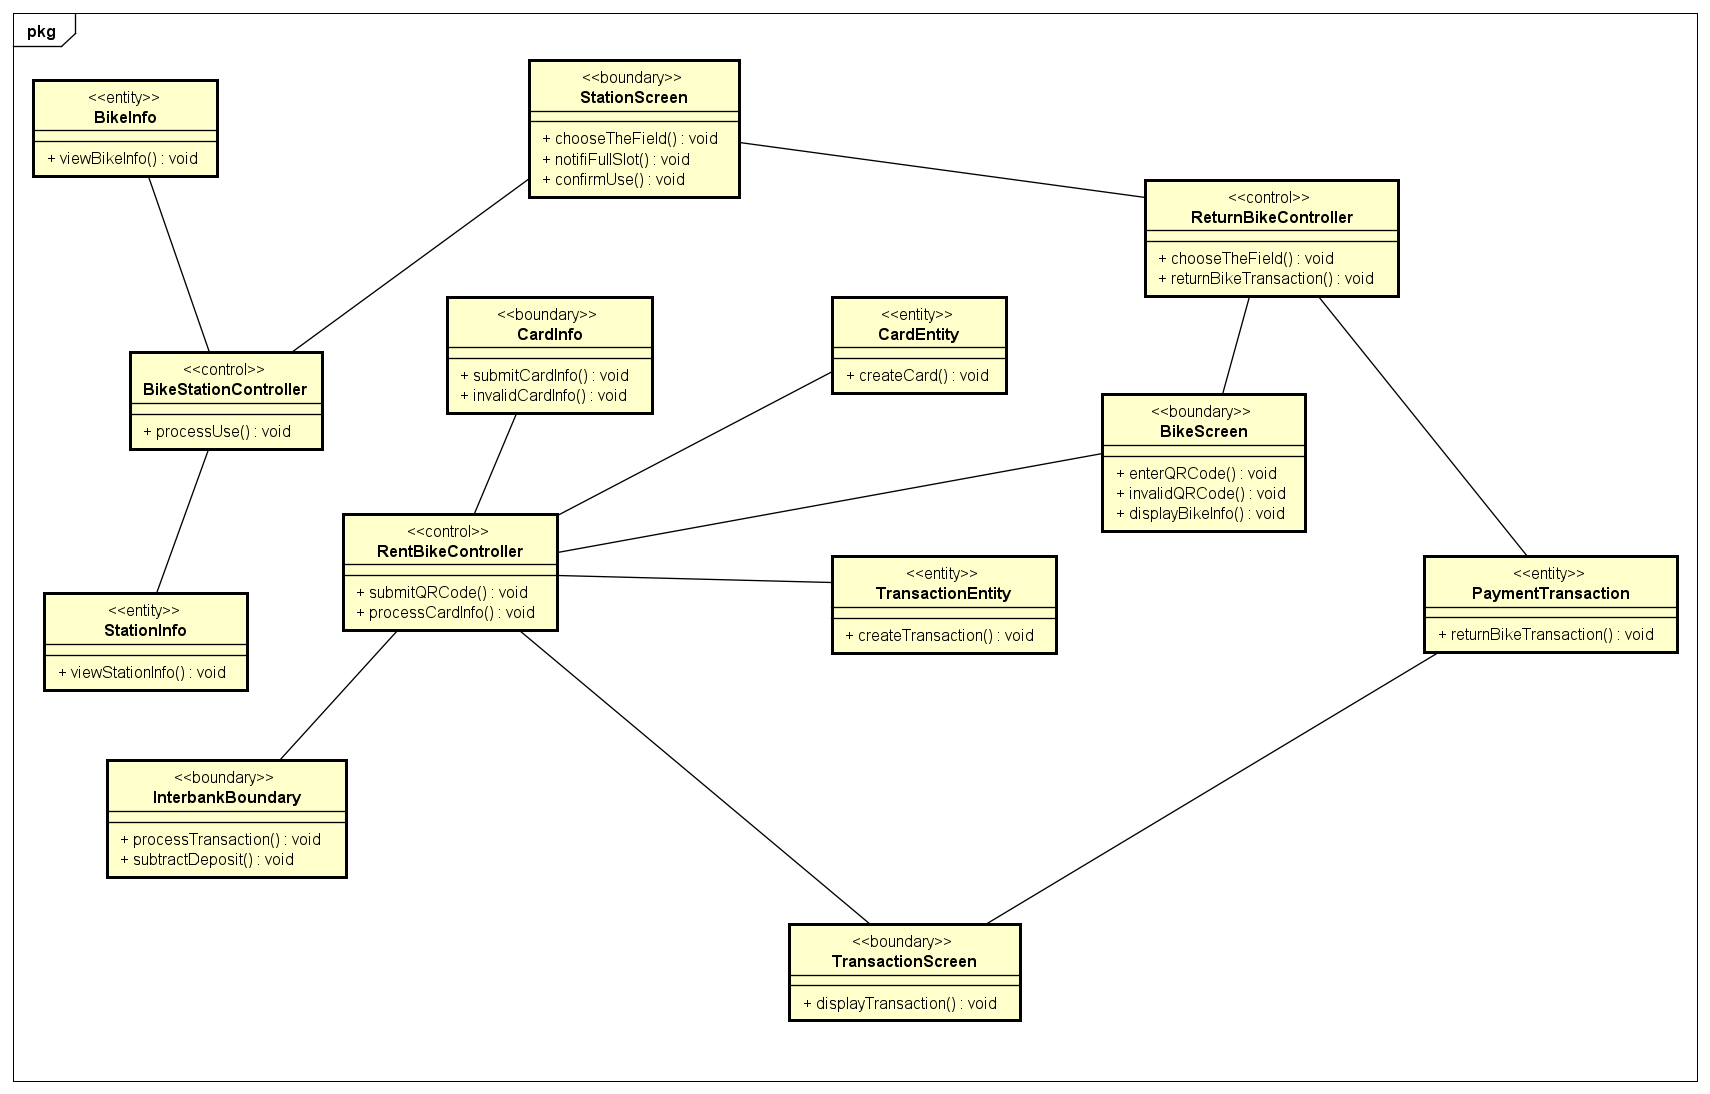 pkg
<<entity>>
BikeInfo
+ viewBikeInfo() : void
<<boundary>>
StationScreen
+ chooseTheField() : void
+ notifiFullSlot() : void
+ confirmUse() : void
<<control>>
ReturnBikeController
+ chooseTheField() : void
+ returnBikeTransaction() : void
<<boundary>>
CardInfo
+ submitCardInfo() : void
+ invalidCardInfo() : void
<<entity>>
CardEntity
+ createCard() : void
<<control>>
BikeStationController
+ processUse() : void
<<boundary>>
BikeScreen
+ enterQRCode() : void
+ invalidQRCode() : void
+ displayBikeInfo() : void
<<control>>
RentBikeController
+ submitQRCode() : void
+ processCardInfo() : void
<<entity>>
TransactionEntity
+ createTransaction() : void
<<entity>>
PaymentTransaction
+ returnBikeTransaction() : void
<<entity>>
StationInfo
+ viewStationInfo() : void
<<boundary>>
InterbankBoundary
+ processTransaction() : void
+ subtractDeposit() : void
<<boundary>>
TransactionScreen
+ displayTransaction() : void